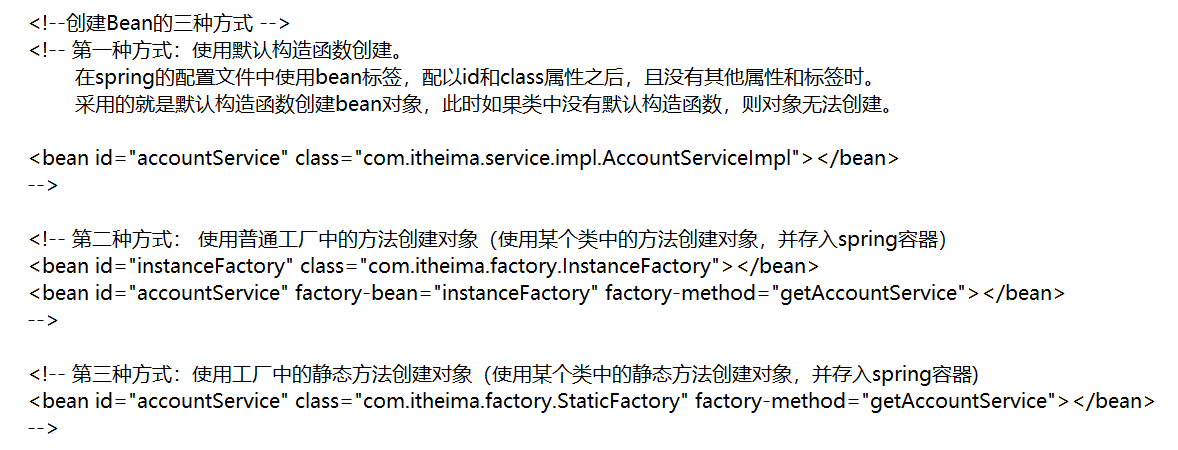 <!--创建Bean的三种方式 -->
<!-- 第一种方式：使用默认构造函数创建。
在spring的配置文件中使用bean标签，配以id和class属性之后，且没有其他属性和标签时。
采用的就是默认构造函数创建bean对象，此时如果类中没有默认构造函数，则对象无法创建。
<bean id="accountService" class="com.itheima.service.impl.AccountServiceImpl"></bean>
-->
<!-- 第二种方式： 使用普通工厂中的方法创建对象（使用某个类中的方法创建对象，并存入spring容器）
<bean id="instanceFactory" class="com.itheima.factory.InstanceFactory"></bean>
<bean id="accountService" factory-bean="instanceFactory" factory-method="getAccountService"></bean>
-->
<!-- 第三种方式：使用工厂中的静态方法创建对象（使用某个类中的静态方法创建对象，并存入spring容器)
<bean id="accountService" class="com.itheima.factory.StaticFactory" factory-method="getAccountService"></bean>
-->